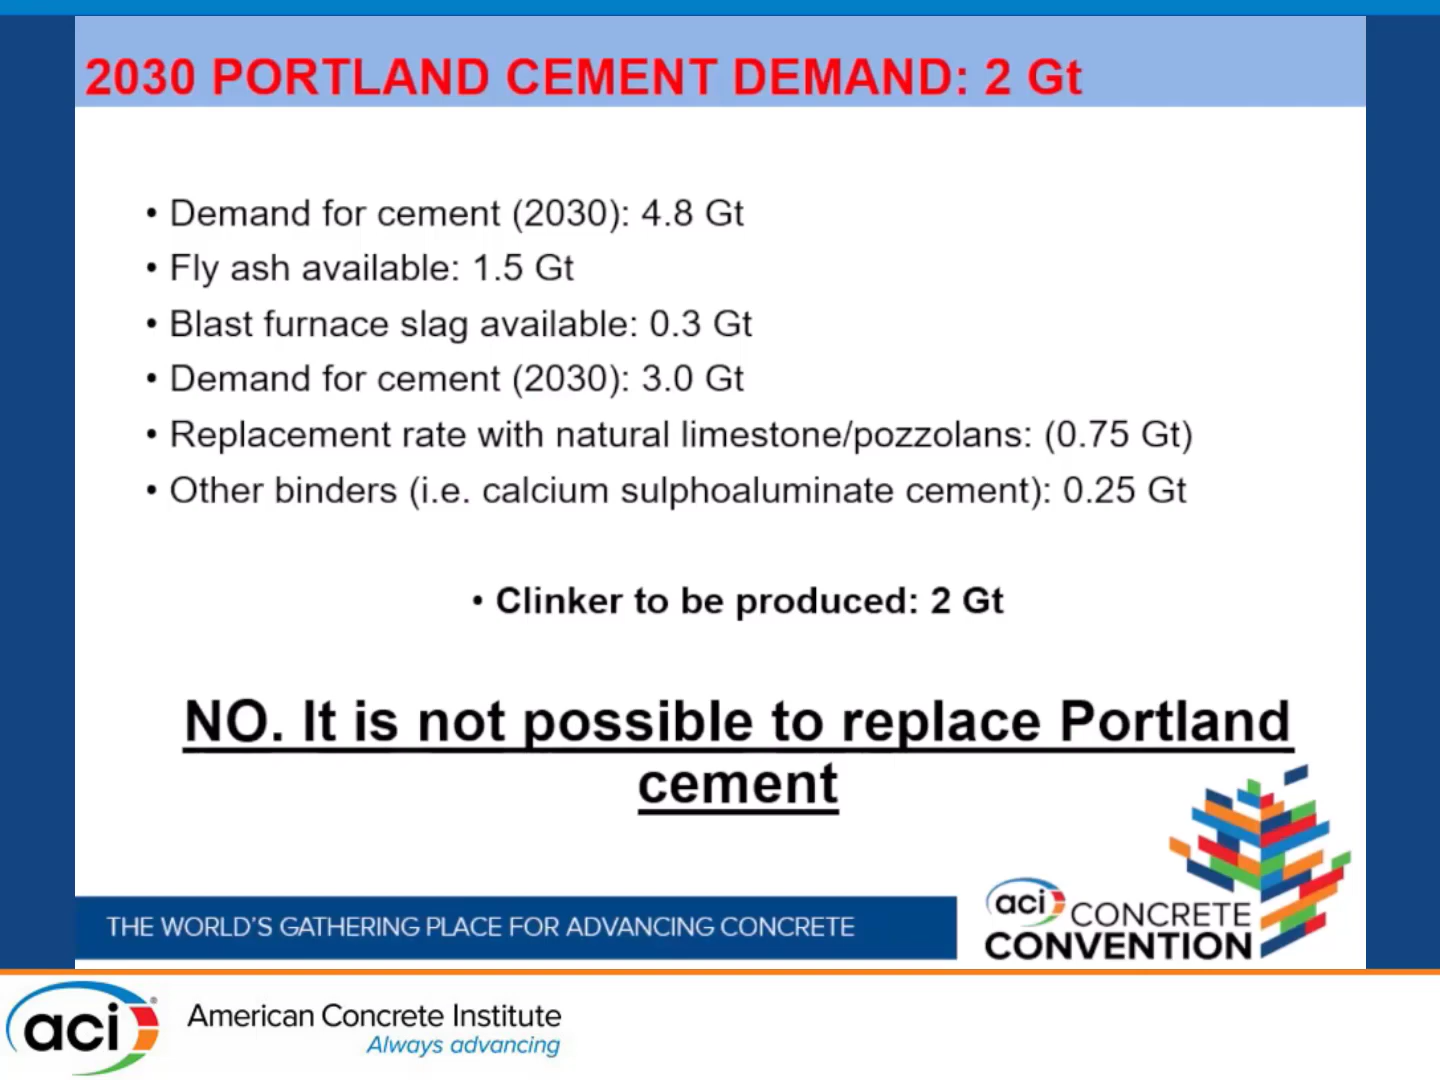 2030 PORTLAND CEMENT DEMAND: 2 Gt
• Demand for cement (2030): 4.8 Gt
• Fly ash available: 1.5 Gt
• Blast furnace slag available: 0.3 Gt
• Demand for cement (2030): 3.0 Gt
• Replacement rate with natural limestone/pozzolans: (0.75 Gt)
• Other binders (i.e. calcium sulphoaluminate cement): 0.25 Gt
• Clinker to be produced: 2 Gt
NO. It is not possible to replace Portland
cement
THE WORLD'S GATHERING PLACE FOR ADVANCING CONCRETE
aci CONCRETE
CONVENTION
aci® American Concrete Institute
Always advancing